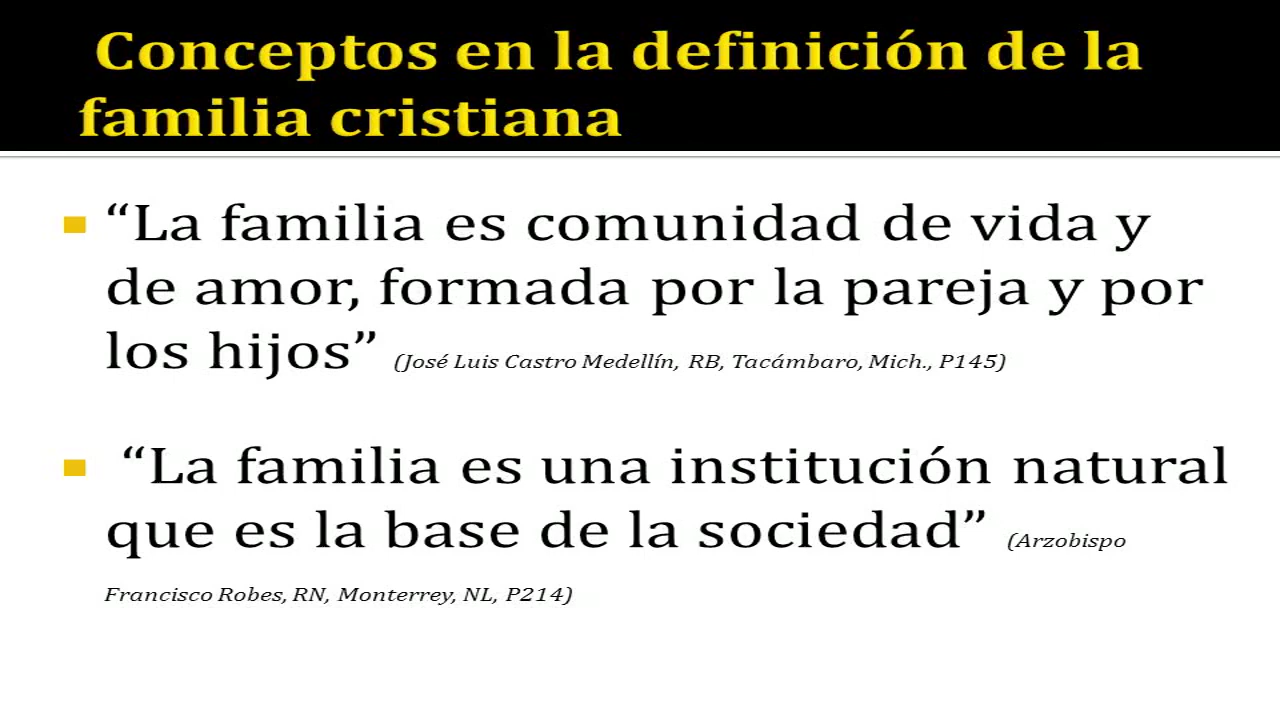 Conceptos en la definición de la
familia cristiana
“La familia es comunidad de vida y
de amor, formada por la pareja y por
los hijos” (José Luis Castro Medellín, RB, Tacámbaro, Mich., P145)
“La familia es una institución natural
que es la base de la sociedad” (Arzobispo
Francisco Robes, RN, Monterrey, NL, P214)